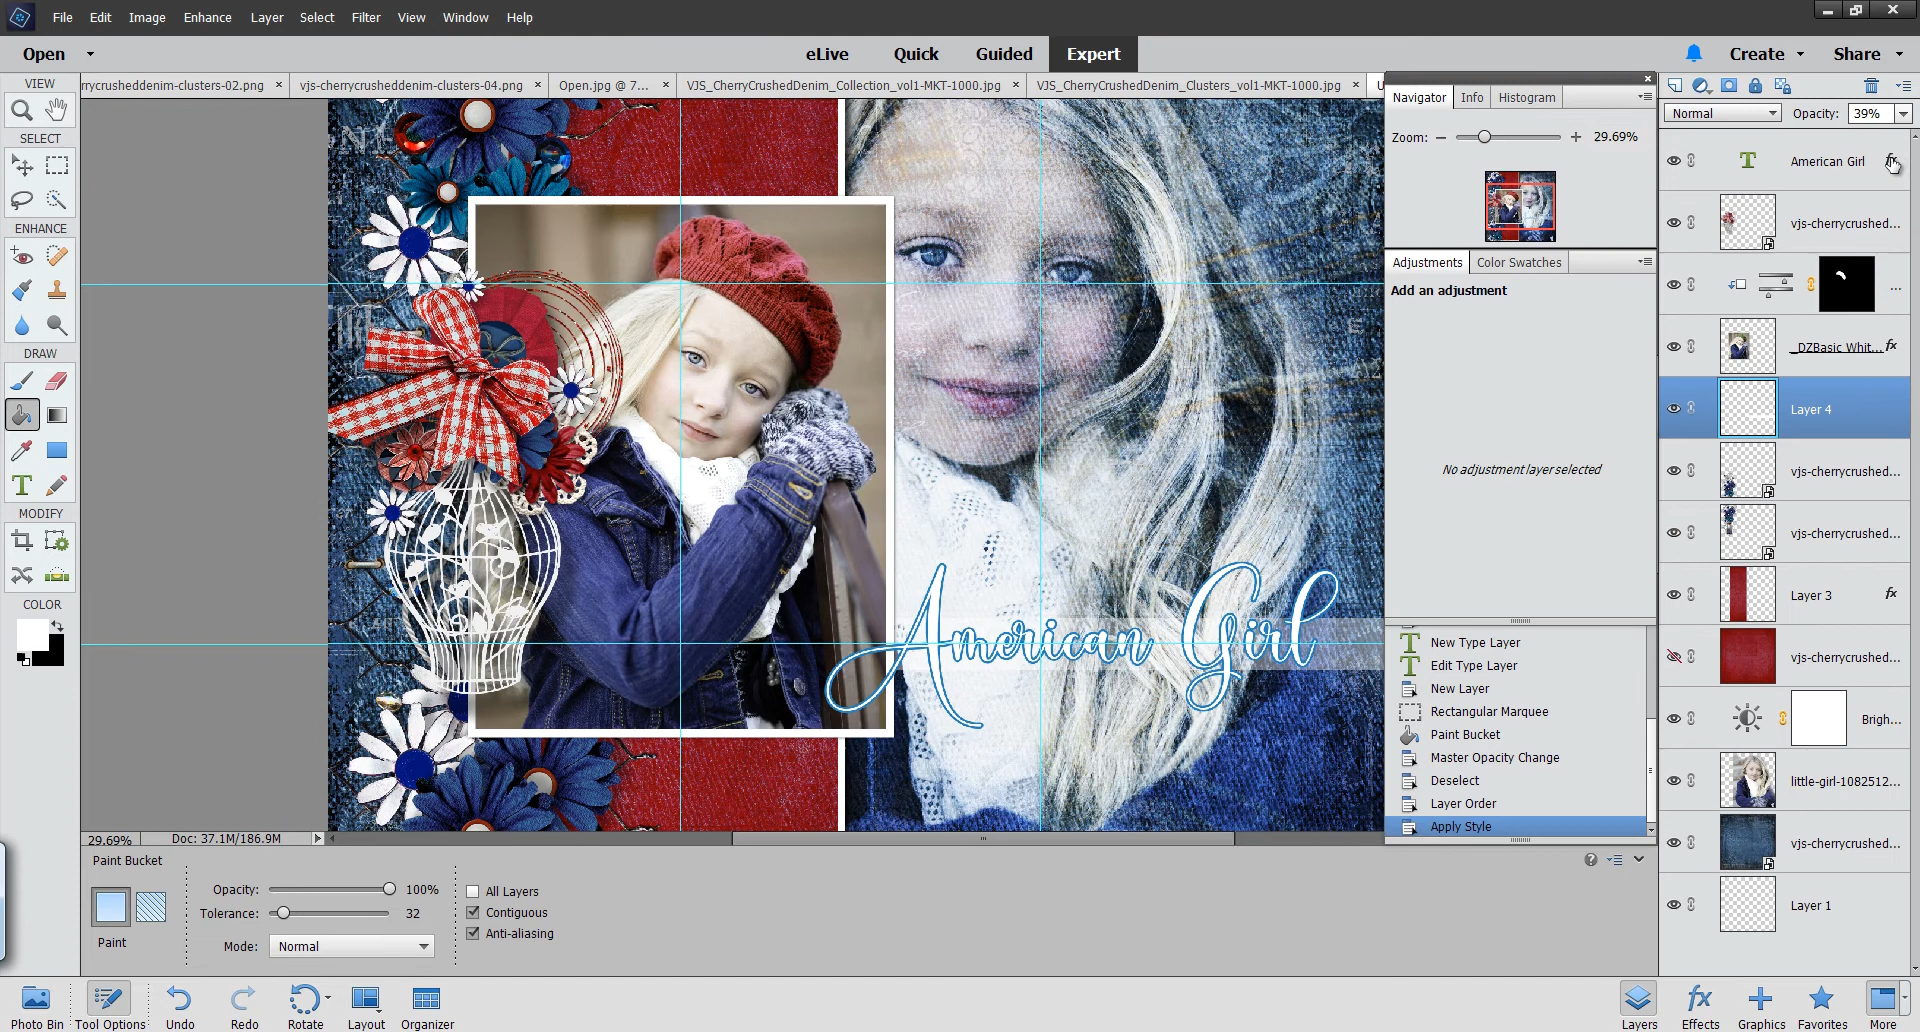 File Edit Image Enhance Layer Select Filter View Window Help
Open eLive Quick Guided Expert Create Share
VIEW
SELECT
ENHANCE
DRAW
MODIFY
COLOR
rrycrusheddenim-clusters-02.png × vjs-cherrycrusheddenim-clusters-04.png × Open.jpg @ 7... × VJS_CherryCrushedDenim_Collection_vol1-MKT-1000.jpg × VJS_CherryCrushedDenim_Clusters_vol1-MKT-1000.jpg ×
American Girl
29.69% Doc: 37.1M/186.9M
Navigator Info Histogram
Zoom: 29.69%
Adjustments Color Swatches
Add an adjustment
No adjustment layer selected
New Type Layer
Edit Type Layer
New Layer
Rectangular Marquee
Paint Bucket
Master Opacity Change
Deselect
Layer Order
Apply Style
Normal Opacity: 39%
American Girl fx
vjs-cherrycrushed...
...
_DZBasic Whit... fx
Layer 4
vjs-cherrycrushed...
vjs-cherrycrushed...
Layer 3 fx
vjs-cherrycrushed...
Brigh...
little-girl-1082512...
vjs-cherrycrushed...
Layer 1
Paint Bucket
Paint
Opacity: 100%
Tolerance: 32
Mode: Normal
All Layers
Contiguous
Anti-aliasing
Photo Bin Tool Options Undo Redo Rotate Layout Organizer
Layers Effects Graphics Favorites More